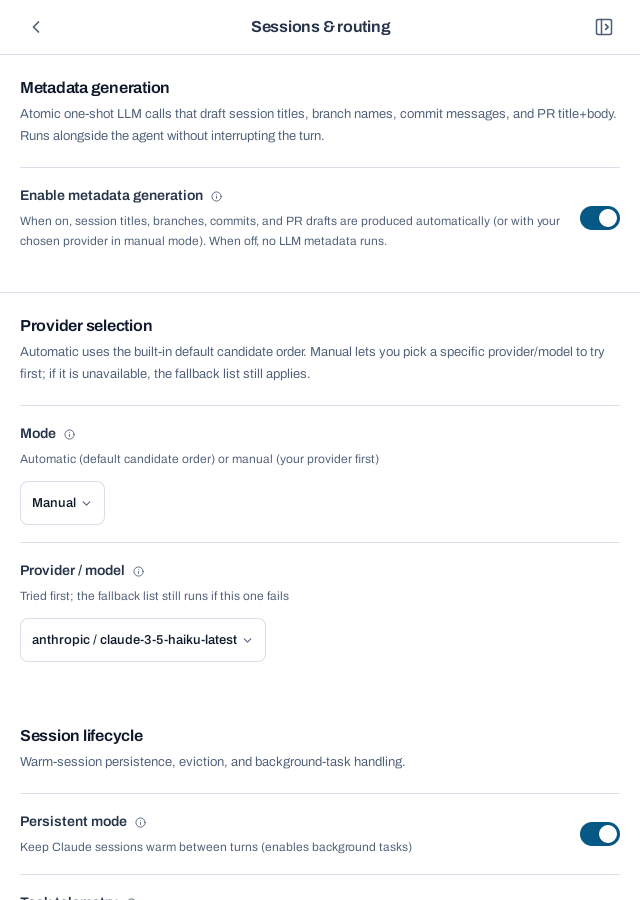 Sessions & routing
Metadata generation
Atomic one-shot LLM calls that draft session titles, branch names, commit messages, and PR title+body.
Runs alongside the agent without interrupting the turn.
Enable metadata generation
When on, session titles, branches, commits, and PR drafts are produced automatically (or with your
chosen provider in manual mode). When off, no LLM metadata runs.
Provider selection
Automatic uses the built-in default candidate order. Manual lets you pick a specific provider/model to try
first; if it is unavailable, the fallback list still applies.
Mode
Automatic (default candidate order) or manual (your provider first)
Manual
Provider / model
Tried first; the fallback list still runs if this one fails
anthropic / claude-3-5-haiku-latest
Session lifecycle
Warm-session persistence, eviction, and background-task handling.
Persistent mode
Keep Claude sessions warm between turns (enables background tasks)